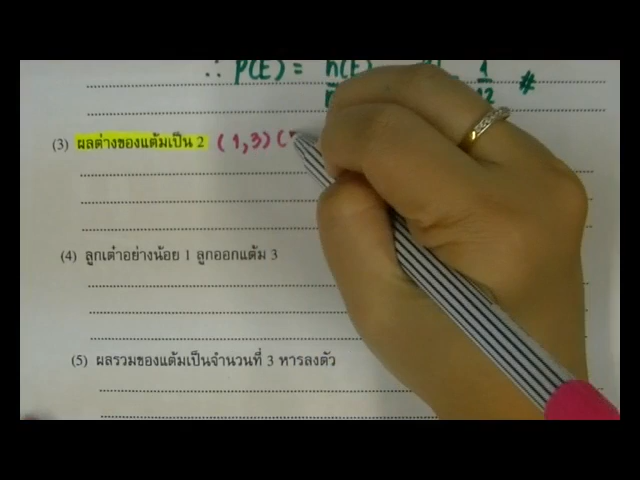 ∴ P(E) = n(E) 1
12 #
(3) ผลต่างของแต้มเป็น 2 (1,3) (
(4) ลูกเต๋าอย่างน้อย 1 ลูกออกแต้ม 3
(5) ผลรวมของแต้มเป็นจำนวนที่ 3 หารลงตัว